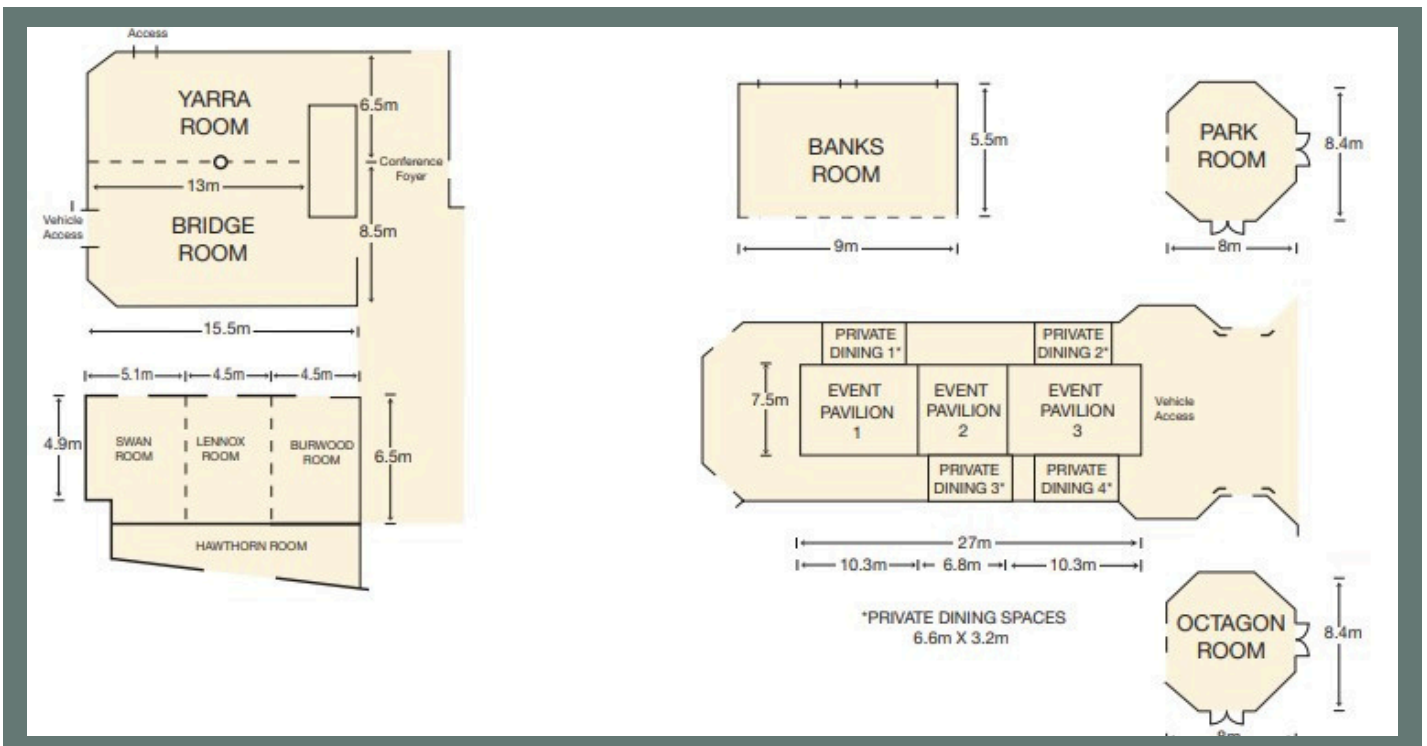 Access
YARRA
ROOM
6.5m
Conference
Foyer
13m
Vehicle
Access
BRIDGE
ROOM
8.5m
15.5m
5.1m
4.5m
4.5m
4.9m
SWAN
ROOM
LENNOX
ROOM
BURWOOD
ROOM
6.5m
HAWTHORN ROOM
BANKS
ROOM
5.5m
9m
PARK
ROOM
8.4m
8m
PRIVATE
DINING 1*
PRIVATE
DINING 2*
7.5m
EVENT
PAVILION
1
EVENT
PAVILION
2
EVENT
PAVILION
3
Vehicle
Access
PRIVATE
DINING 3*
PRIVATE
DINING 4*
27m
10.3m
6.8m
10.3m
*PRIVATE DINING SPACES
6.6m X 3.2m
OCTAGON
ROOM
8.4m
8m